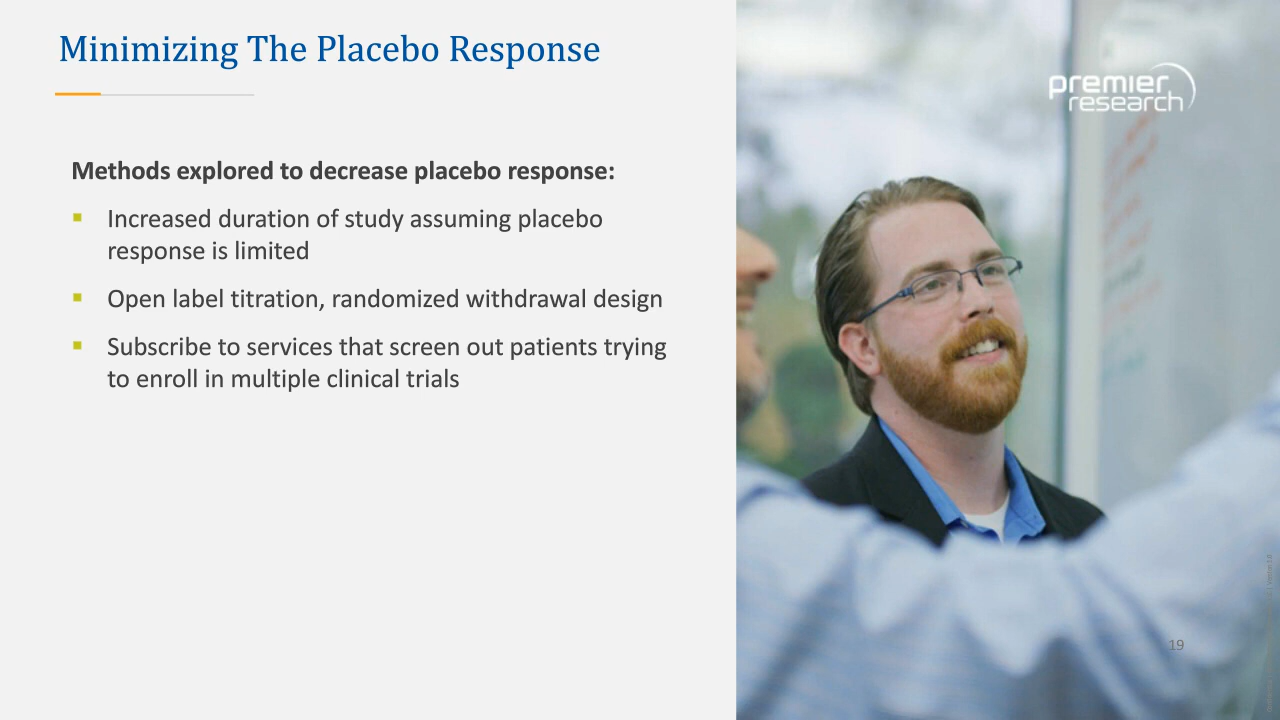 Minimizing The Placebo Response
premier
research
Methods explored to decrease placebo response:
Increased duration of study assuming placebo
response is limited
Open label titration, randomized withdrawal design
Subscribe to services that screen out patients trying
to enroll in multiple clinical trials
19